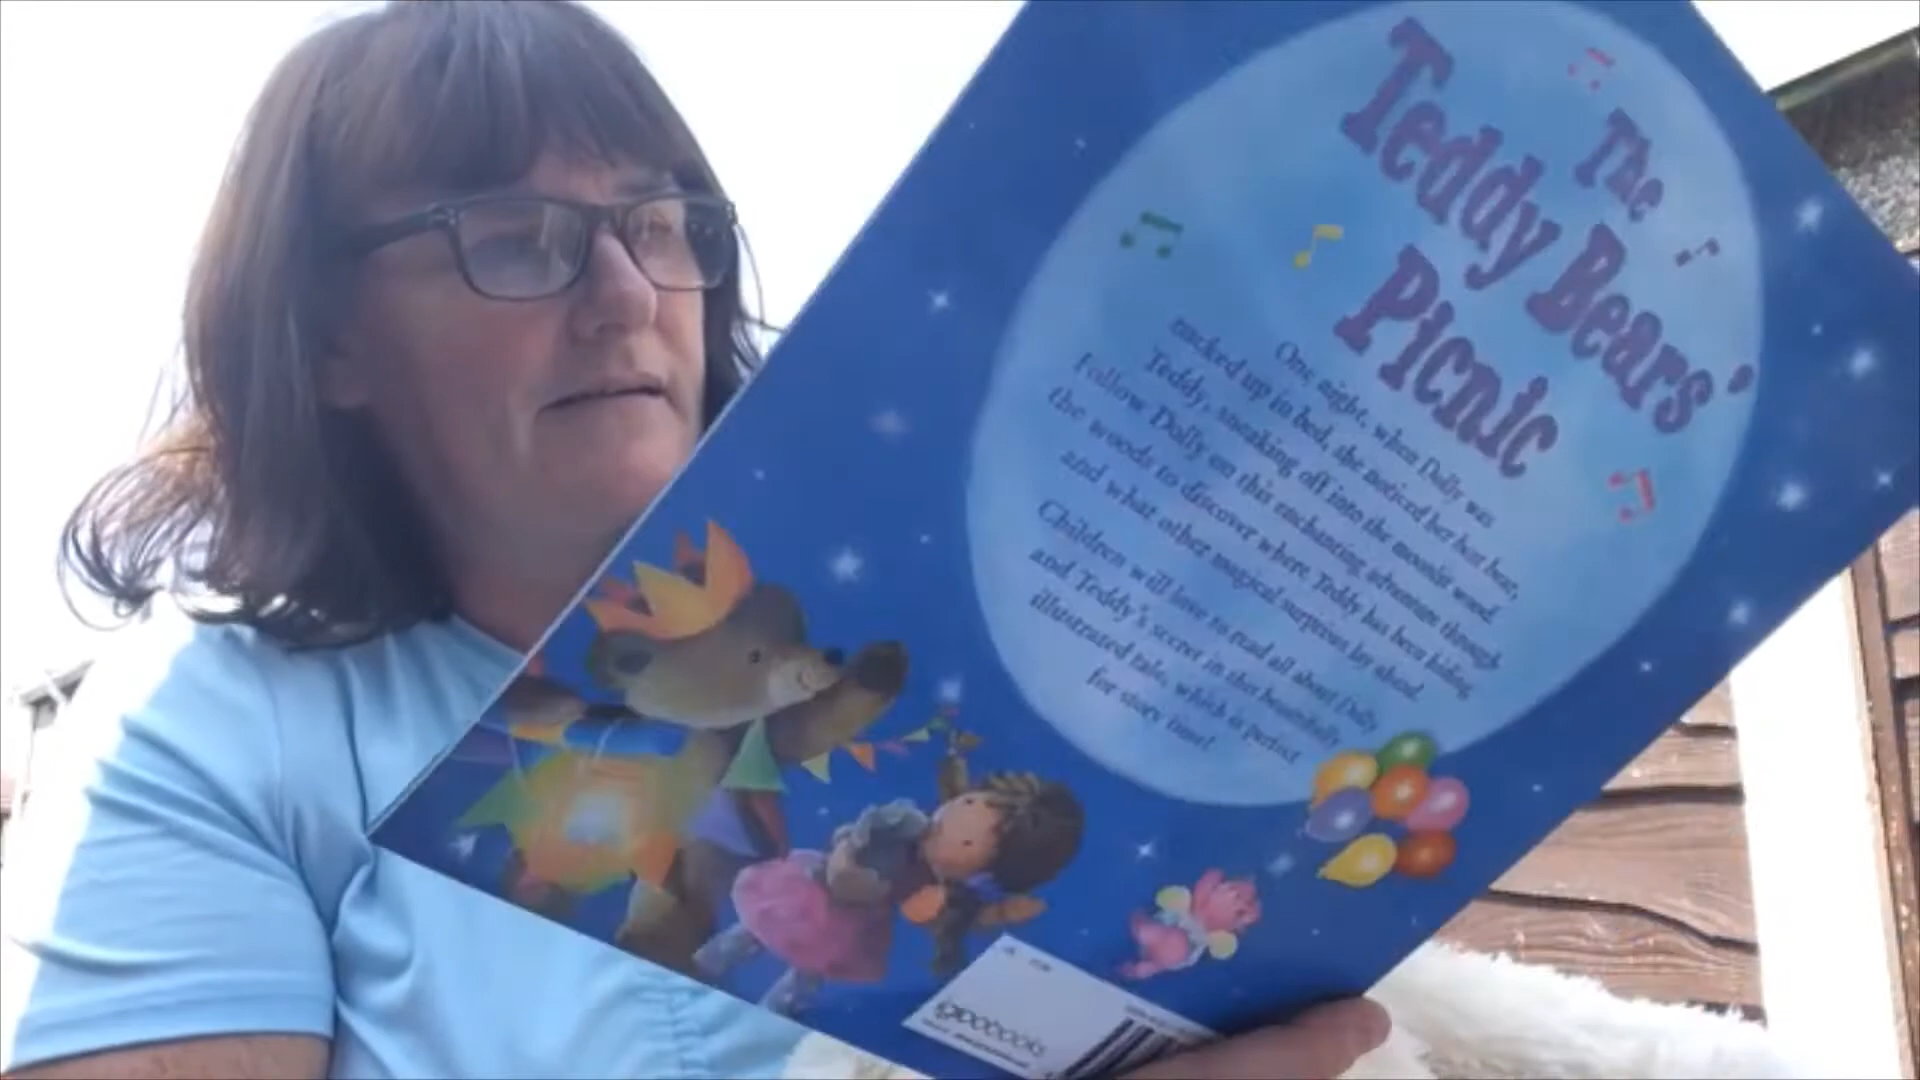 The
Teddy Bears'
Picnic
One night, when Dolly was
tucked up in bed, she noticed her best bear,
Teddy, sneaking off into the moonlit wood.
Follow Dolly on this enchanting adventure through
the woods to discover where Teddy has been hiding,
and what other magical surprises lie ahead.
Children will love to read all about Dolly
and Teddy's secret in this beautifully
illustrated tale, which is perfect
for story time!
igloobooks